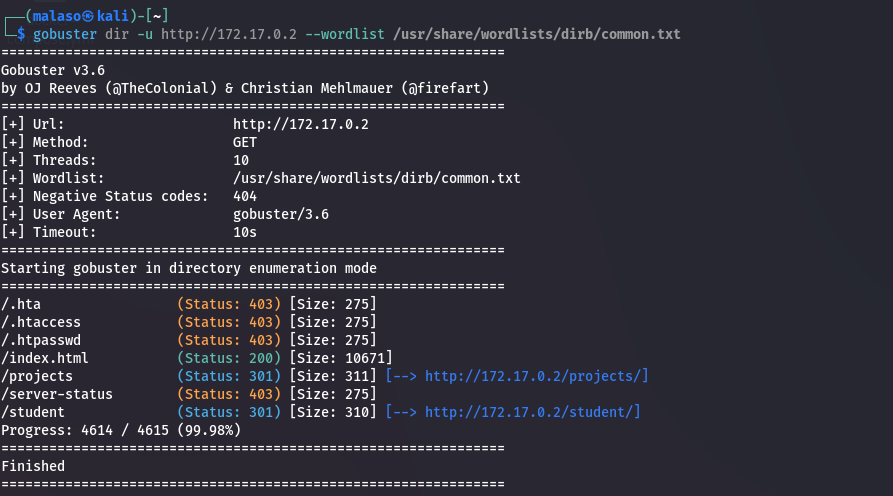 ┌──(malaso㉿kali)-[~]
└─$ gobuster dir -u http://172.17.0.2 --wordlist /usr/share/wordlists/dirb/common.txt
===============================================================
Gobuster v3.6
by OJ Reeves (@TheColonial) & Christian Mehlmauer (@firefart)
===============================================================
[+] Url:                     http://172.17.0.2
[+] Method:                  GET
[+] Threads:                 10
[+] Wordlist:                /usr/share/wordlists/dirb/common.txt
[+] Negative Status codes:   404
[+] User Agent:              gobuster/3.6
[+] Timeout:                 10s
===============================================================
Starting gobuster in directory enumeration mode
===============================================================
/.hta                 (Status: 403) [Size: 275]
/.htaccess            (Status: 403) [Size: 275]
/.htpasswd            (Status: 403) [Size: 275]
/index.html           (Status: 200) [Size: 10671]
/projects             (Status: 301) [Size: 311] [--> http://172.17.0.2/projects/]
/server-status        (Status: 403) [Size: 275]
/student              (Status: 301) [Size: 310] [--> http://172.17.0.2/student/]
Progress: 4614 / 4615 (99.98%)
===============================================================
Finished
===============================================================